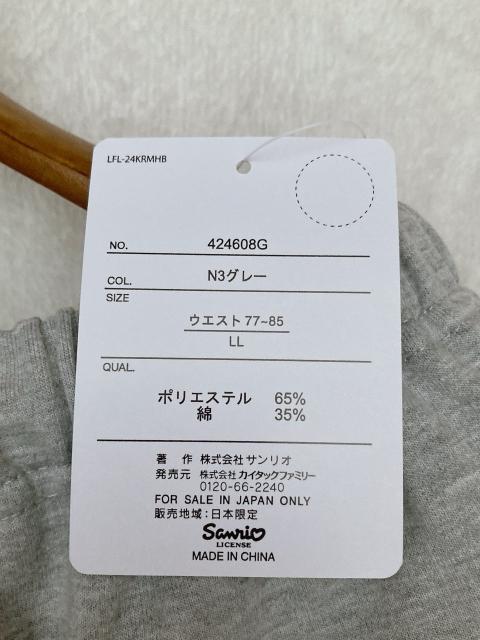 LFL-24KRMHB
NO. 424608G
COL. N3グレー
SIZE
ウエスト77~85
LL
QUAL.
ポリエステル 65%
綿 35%
著 作 株式会社サンリオ
発売元 株式会社カイタックファミリー
0120-66-2240
FOR SALE IN JAPAN ONLY
販売地域:日本限定
Sanrio
LICENSE
MADE IN CHINA